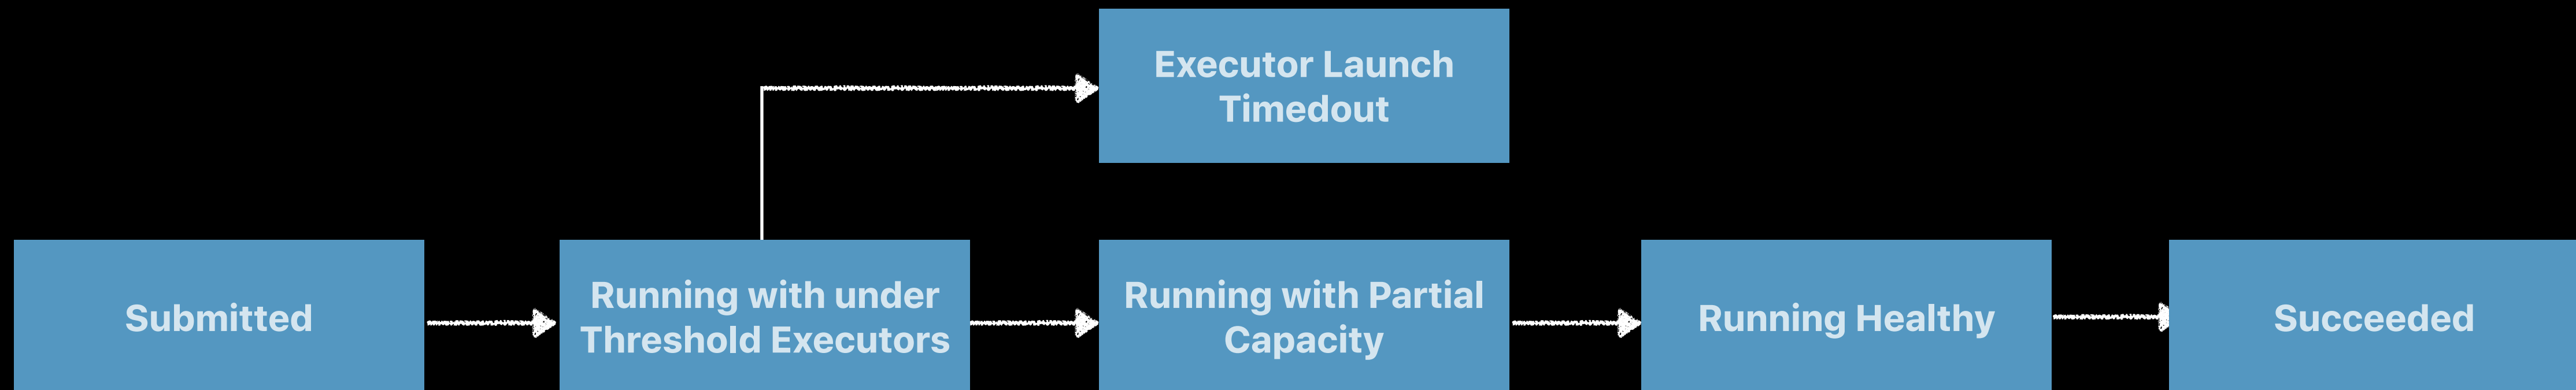 Executor Launch
Timedout
Submitted
Running with under
Threshold Executors
Running with Partial
Capacity
Running Healthy
Succeeded